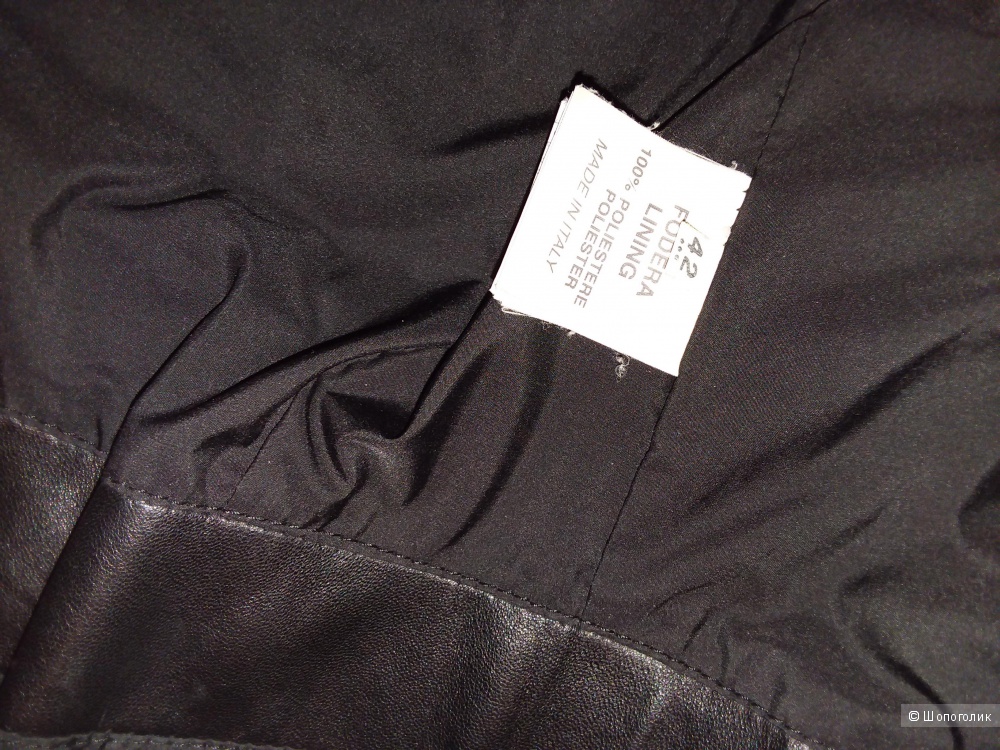 42
FODERA
LINING
100% POLIESTERE
POLIESTER
MADE IN ITALY
© Шопоголик